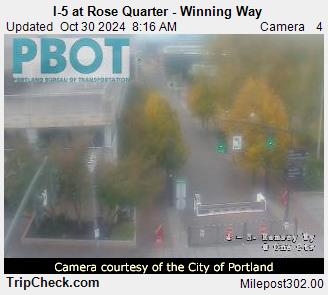 I-5 at Rose Quarter - Winning Way
Updated Oct 30 2024 8:16 AM Camera 4
PBOT
PORTLAND BUREAU OF TRANSPORTATION
Camera courtesy of the City of Portland
TripCheck.com Milepost302.00